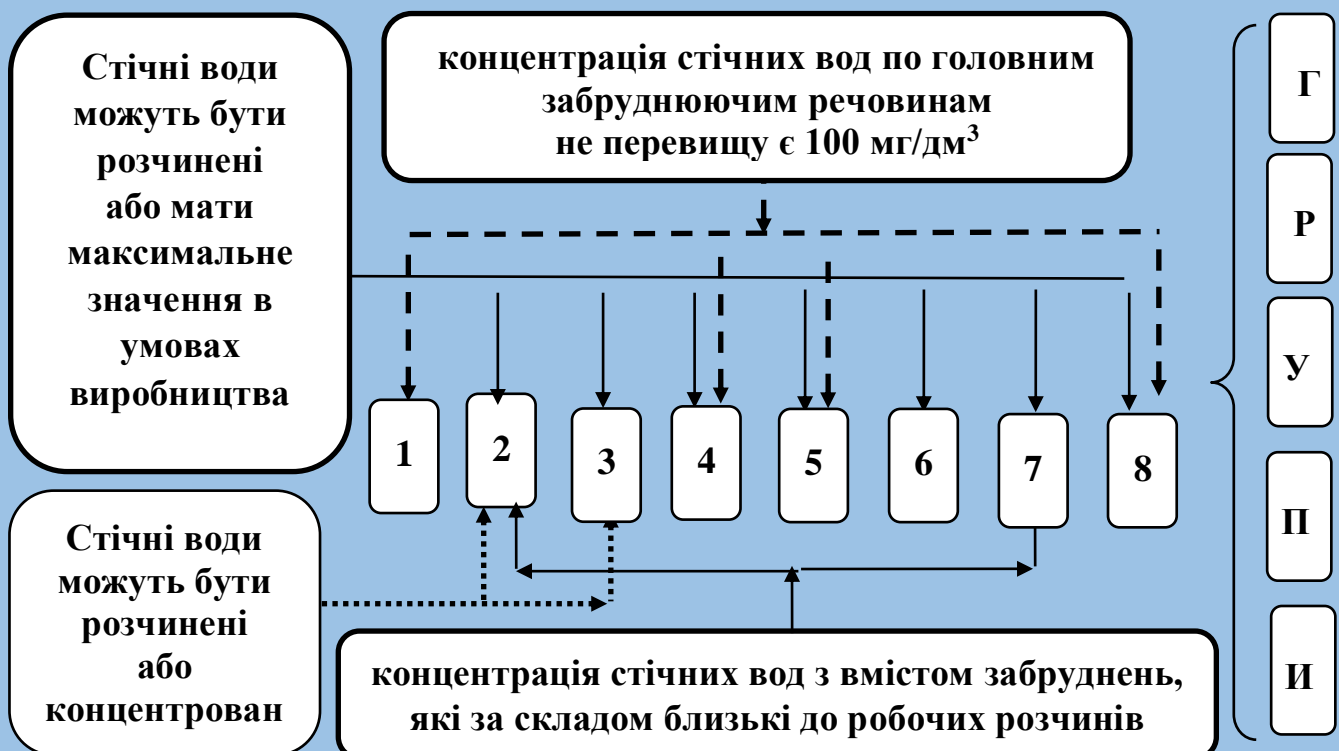 Стічні води
можуть бути
розчинені
або мати
максимальне
значення в
умовах
виробництва
концентрація стічних вод по головним
забруднюючим речовинам
не перевищу є 100 мг/дм³
Г
Р
У
П
И
1
2
3
4
5
6
7
8
Стічні води
можуть бути
розчинені
або
концентрован
концентрація стічних вод з вмістом забруднень,
які за складом близькі до робочих розчинів